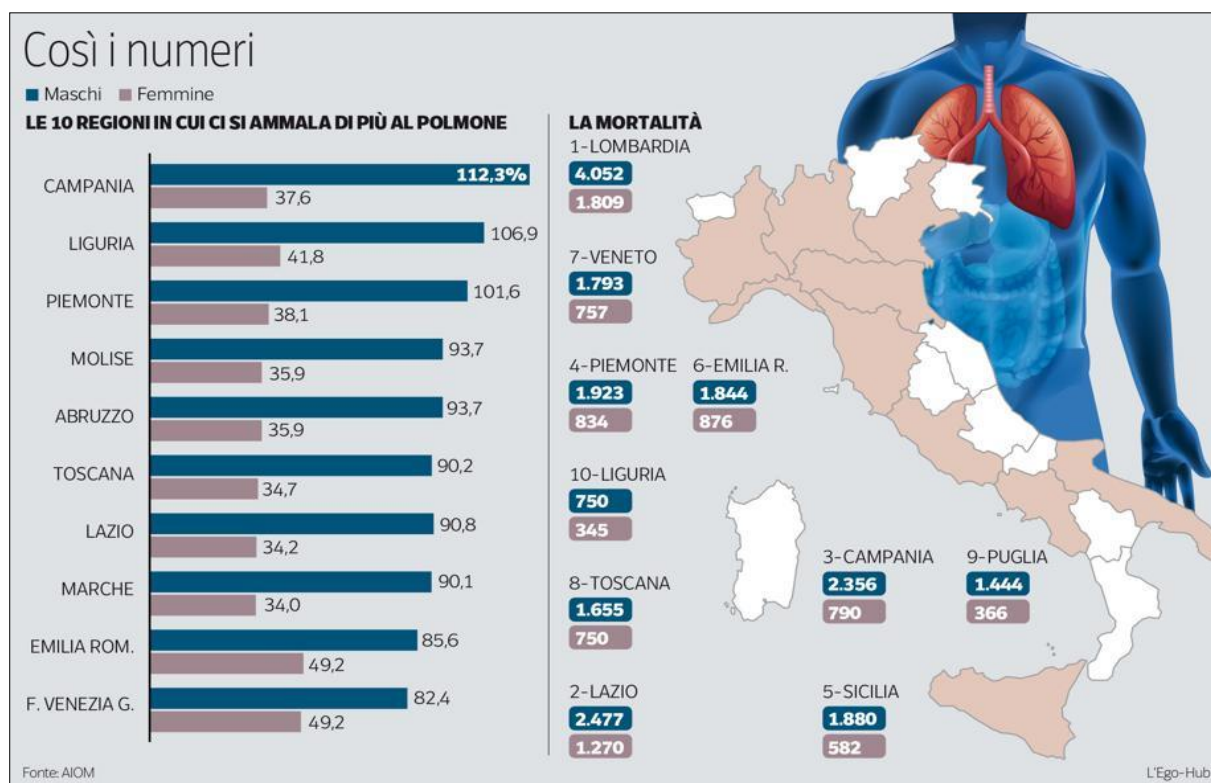 Così i numeri
Maschi Femmine
LE 10 REGIONI IN CUI CI SI AMMALA DI PIÙ AL POLMONE
CAMPANIA
112,3%
37,6
LIGURIA
106,9
41,8
PIEMONTE
101,6
38,1
MOLISE
93,7
35,9
ABRUZZO
93,7
35,9
TOSCANA
90,2
34,7
LAZIO
90,8
34,2
MARCHE
90,1
34,0
EMILIA ROM.
85,6
49,2
F. VENEZIA G.
82,4
49,2
LA MORTALITÀ
1-LOMBARDIA
4.052
1.809
7-VENETO
1.793
757
4-PIEMONTE
1.923
834
6-EMILIA R.
1.844
876
10-LIGURIA
750
345
8-TOSCANA
1.655
750
3-CAMPANIA
2.356
790
9-PUGLIA
1.444
366
2-LAZIO
2.477
1.270
5-SICILIA
1.880
582
Fonte: AIOM
L'Ego-Hub